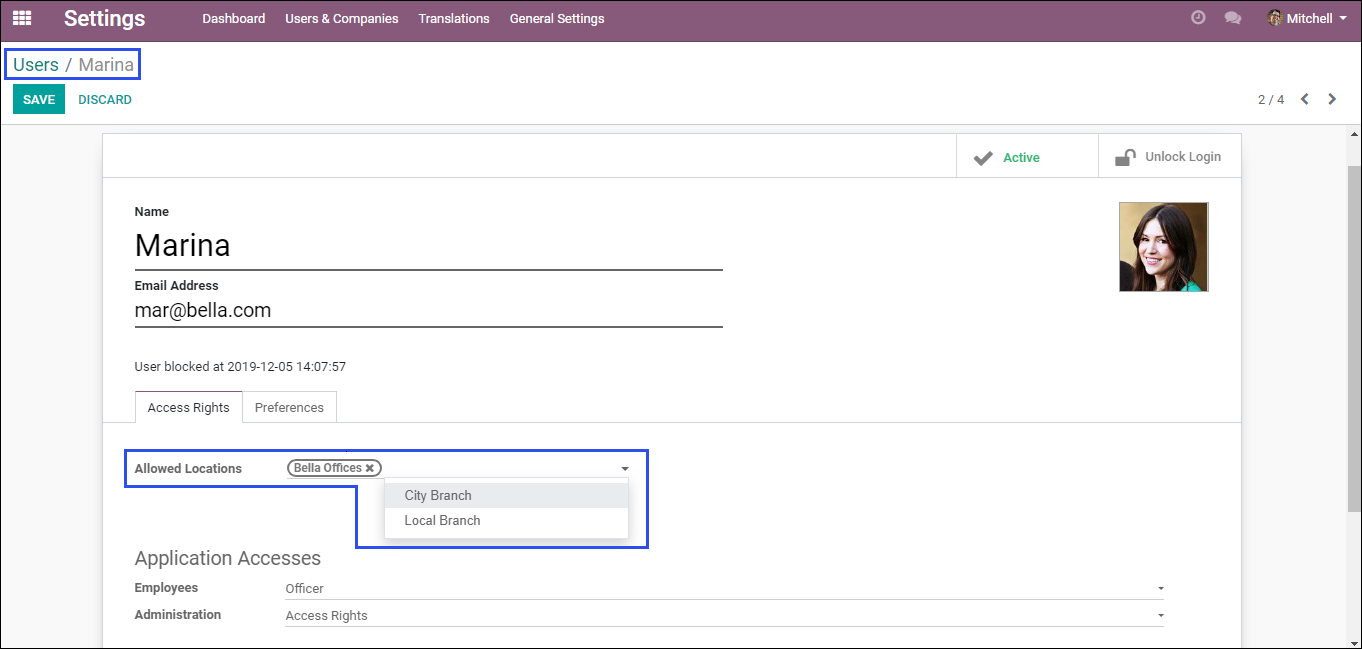 Settings Dashboard Users & Companies Translations General Settings Mitchell
Users / Marina
SAVE DISCARD 2 / 4
Active Unlock Login
Name
Marina
Email Address
mar@bella.com
User blocked at 2019-12-05 14:07:57
Access Rights Preferences
Allowed Locations Bella Offices
City Branch
Local Branch
Application Accesses
Employees Officer
Administration Access Rights